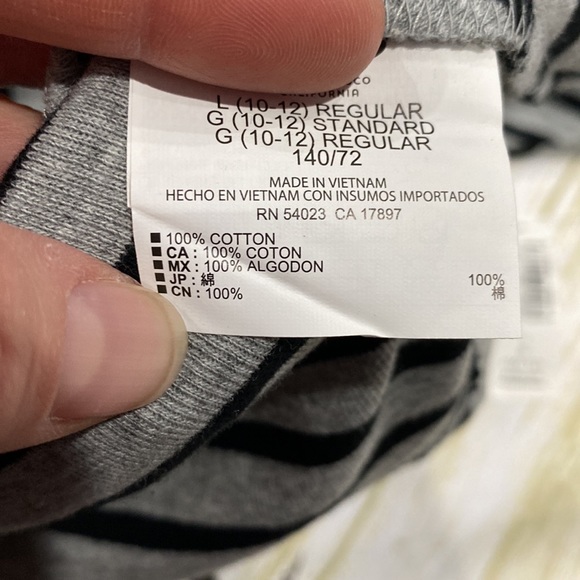 CO
CALIFORNIA
L (10-12) REGULAR
G (10-12) STANDARD
G (10-12) REGULAR
140/72
MADE IN VIETNAM
HECHO EN VIETNAM CON INSUMOS IMPORTADOS
RN 54023 CA 17897
100% COTTON
CA : 100% COTON
MX : 100% ALGODON
JP : 綿 100%
CN : 100% 棉